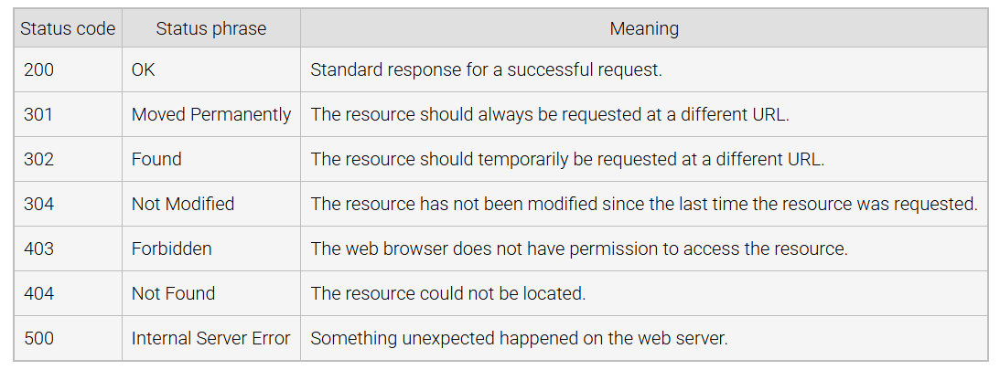 Status code Status phrase Meaning
200 OK Standard response for a successful request.
301 Moved Permanently The resource should always be requested at a different URL.
302 Found The resource should temporarily be requested at a different URL.
304 Not Modified The resource has not been modified since the last time the resource was requested.
403 Forbidden The web browser does not have permission to access the resource.
404 Not Found The resource could not be located.
500 Internal Server Error Something unexpected happened on the web server.